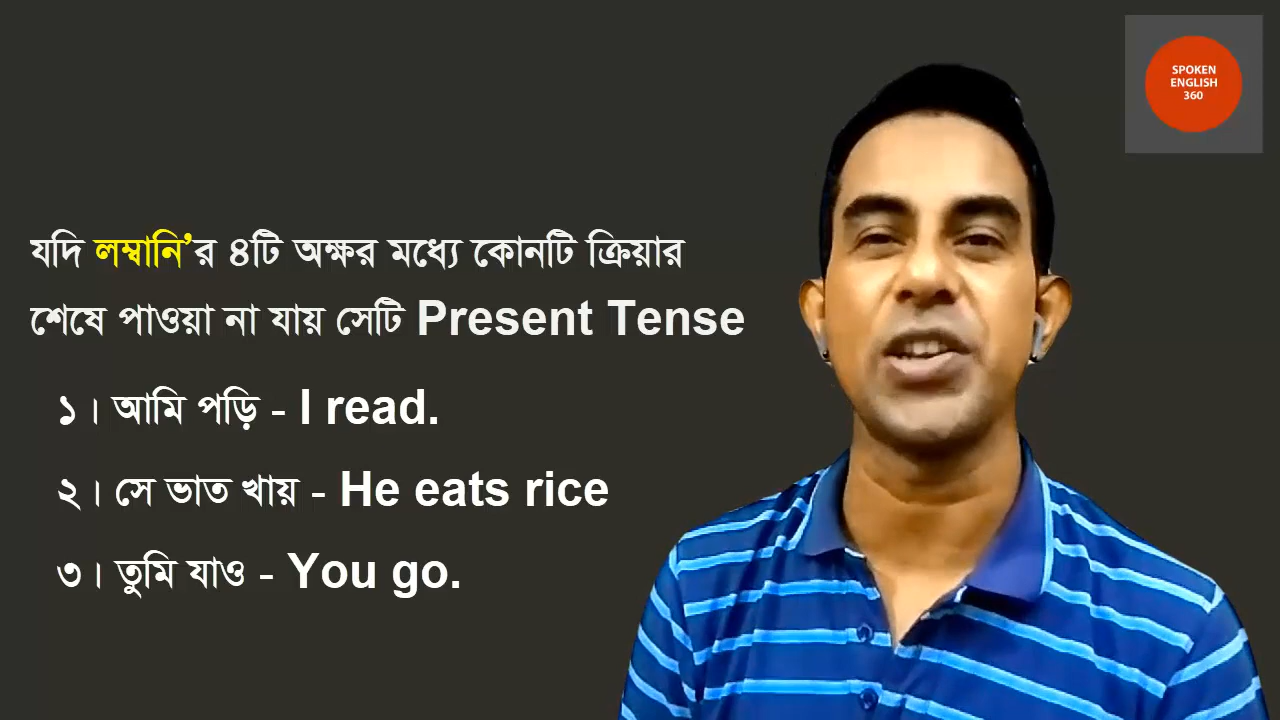 SPOKEN
ENGLISH
360
যদি লম্বানি’র ৪টি অক্ষর মধ্যে কোনটি ক্রিয়ার
শেষে পাওয়া না যায় সেটি Present Tense
১। আমি পড়ি - I read.
২। সে ভাত খায় - He eats rice
৩। তুমি যাও - You go.